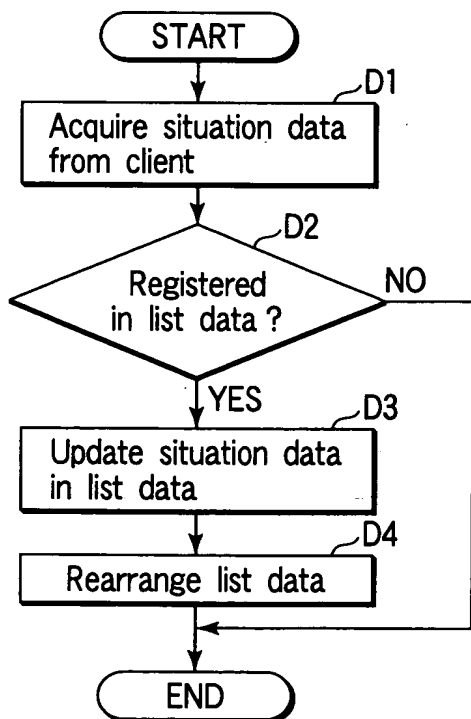 START
D1
Acquire situation data
from client
D2
Registered
in list data ?
NO
YES
D3
Update situation data
in list data
D4
Rearrange list data
END